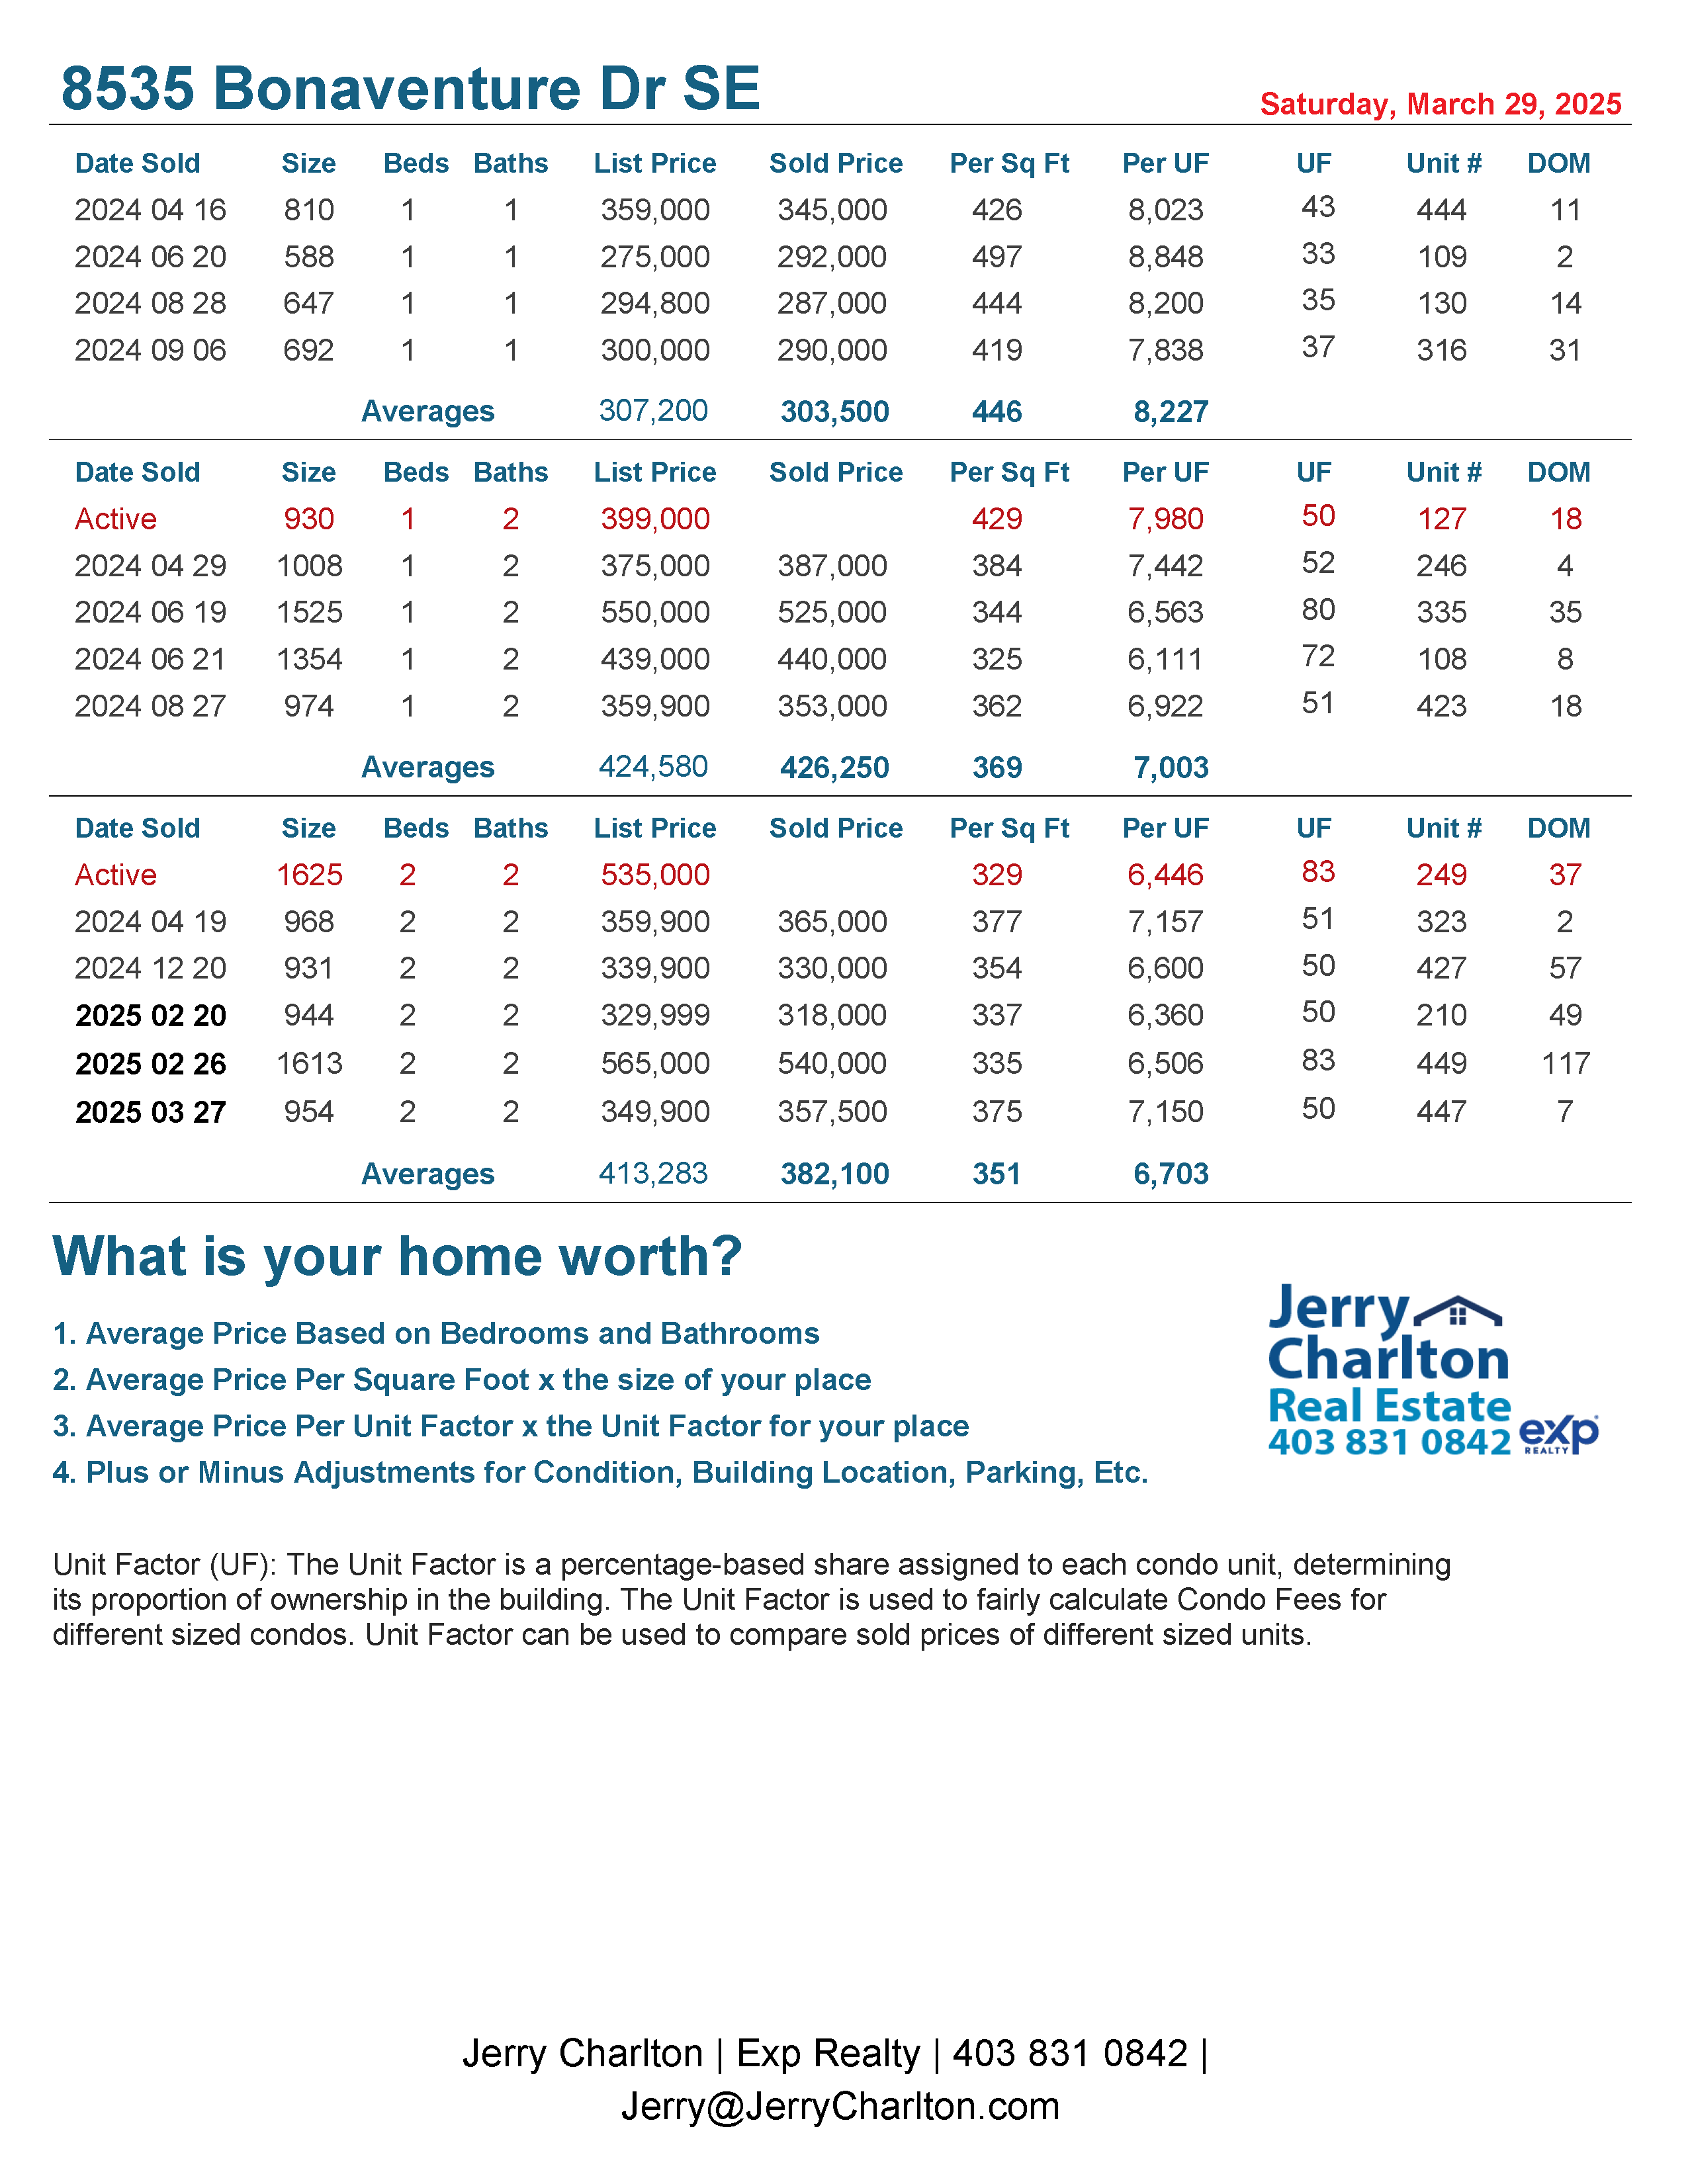 8535 Bonaventure Dr SE
Saturday, March 29, 2025
Date Sold Size Beds Baths List Price Sold Price Per Sq Ft Per UF UF Unit # DOM
2024 04 16 810 1 1 359,000 345,000 426 8,023 43 444 11
2024 06 20 588 1 1 275,000 292,000 497 8,848 33 109 2
2024 08 28 647 1 1 294,800 287,000 444 8,200 35 130 14
2024 09 06 692 1 1 300,000 290,000 419 7,838 37 316 31
Averages 307,200 303,500 446 8,227
Date Sold Size Beds Baths List Price Sold Price Per Sq Ft Per UF UF Unit # DOM
Active 930 1 2 399,000 429 7,980 50 127 18
2024 04 29 1008 1 2 375,000 387,000 384 7,442 52 246 4
2024 06 19 1525 1 2 550,000 525,000 344 6,563 80 335 35
2024 06 21 1354 1 2 439,000 440,000 325 6,111 72 108 8
2024 08 27 974 1 2 359,900 353,000 362 6,922 51 423 18
Averages 424,580 426,250 369 7,003
Date Sold Size Beds Baths List Price Sold Price Per Sq Ft Per UF UF Unit # DOM
Active 1625 2 2 535,000 329 6,446 83 249 37
2024 04 19 968 2 2 359,900 365,000 377 7,157 51 323 2
2024 12 20 931 2 2 339,900 330,000 354 6,600 50 427 57
2025 02 20 944 2 2 329,999 318,000 337 6,360 50 210 49
2025 02 26 1613 2 2 565,000 540,000 335 6,506 83 449 117
2025 03 27 954 2 2 349,900 357,500 375 7,150 50 447 7
Averages 413,283 382,100 351 6,703
What is your home worth?
1. Average Price Based on Bedrooms and Bathrooms
2. Average Price Per Square Foot x the size of your place
3. Average Price Per Unit Factor x the Unit Factor for your place
4. Plus or Minus Adjustments for Condition, Building Location, Parking, Etc.
Jerry
Charlton
Real Estate
403 831 0842
exp
REALTY
Unit Factor (UF): The Unit Factor is a percentage-based share assigned to each condo unit, determining
its proportion of ownership in the building. The Unit Factor is used to fairly calculate Condo Fees for
different sized condos. Unit Factor can be used to compare sold prices of different sized units.
Jerry Charlton | Exp Realty | 403 831 0842 |
Jerry@JerryCharlton.com